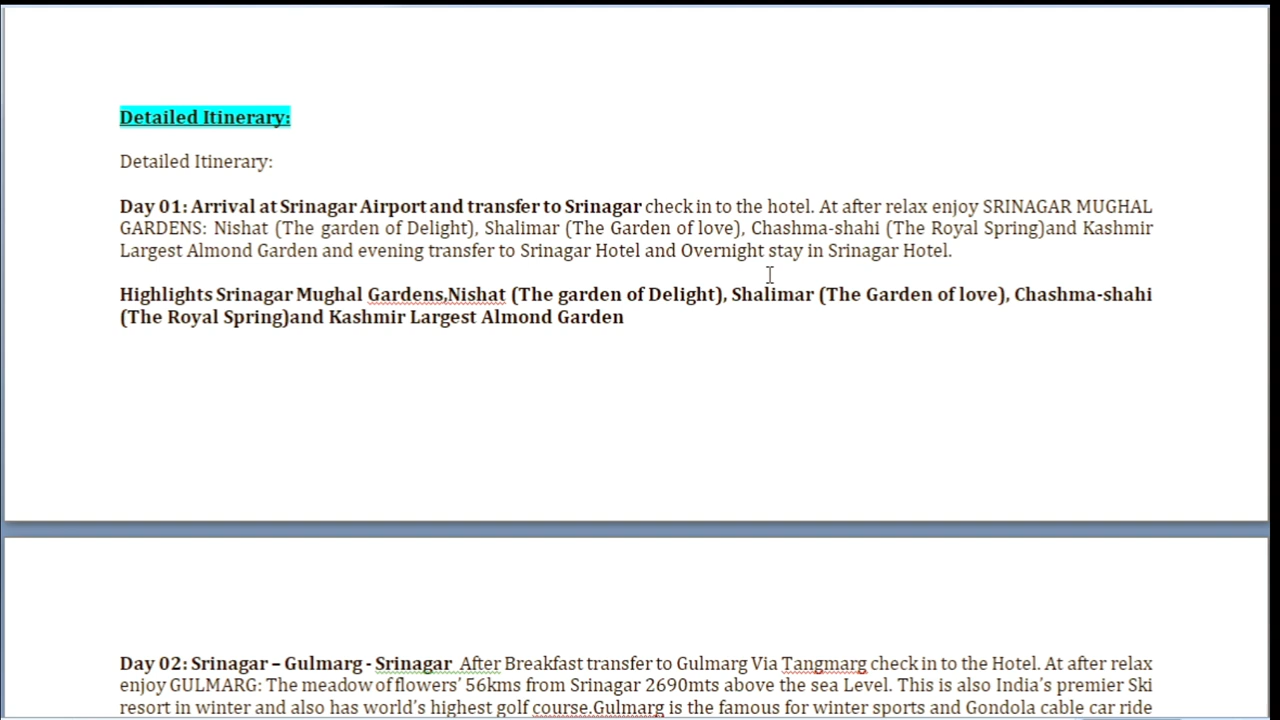 Detailed Itinerary:
Detailed Itinerary:
Day 01: Arrival at Srinagar Airport and transfer to Srinagar check in to the hotel. At after relax enjoy SRINAGAR MUGHAL
GARDENS: Nishat (The garden of Delight), Shalimar (The Garden of love), Chashma-shahi (The Royal Spring)and Kashmir
Largest Almond Garden and evening transfer to Srinagar Hotel and Overnight stay in Srinagar Hotel.
Highlights Srinagar Mughal Gardens,Nishat (The garden of Delight), Shalimar (The Garden of love), Chashma-shahi
(The Royal Spring)and Kashmir Largest Almond Garden
Day 02: Srinagar – Gulmarg - Srinagar After Breakfast transfer to Gulmarg Via Tangmarg check in to the Hotel. At after relax
enjoy GULMARG: The meadow of flowers’ 56kms from Srinagar 2690mts above the sea Level. This is also India’s premier Ski
resort in winter and also has world’s highest golf course.Gulmarg is the famous for winter sports and Gondola cable car ride